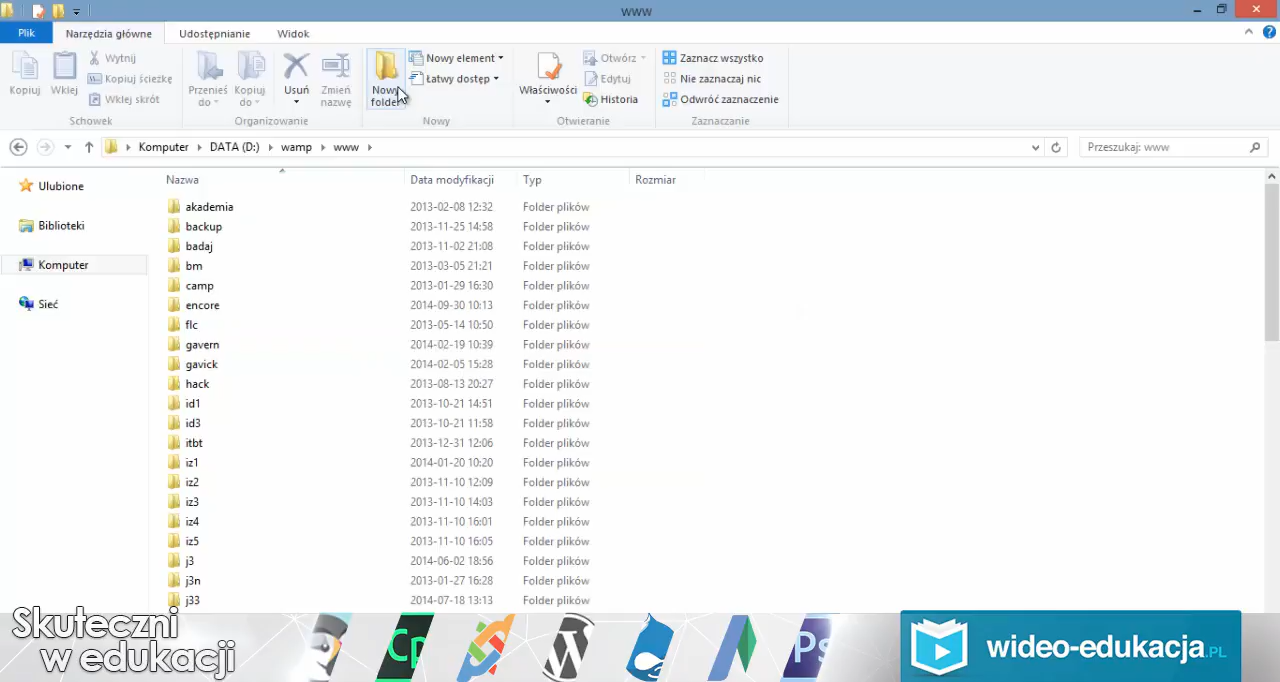 www
Plik Narzędzia główne Udostępnianie Widok
Kopiuj
Wklej
Wytnij
Kopiuj ścieżkę
Wklej skrót
Schowek
Przenieś do
Kopiuj do
Usuń
Zmień nazwę
Organizowanie
Nowy folder
Nowy element
Łatwy dostęp
Nowy
Właściwości
Otwórz
Edytuj
Historia
Otwieranie
Zaznacz wszystko
Nie zaznaczaj nic
Odwróć zaznaczenie
Zaznaczanie
Komputer DATA (D:) wamp www
Przeszukaj: www
Ulubione
Biblioteki
Komputer
Sieć
Nazwa Data modyfikacji Typ Rozmiar
akademia 2013-02-08 12:32 Folder plików
backup 2013-11-25 14:58 Folder plików
badaj 2013-11-02 21:08 Folder plików
bm 2013-03-05 21:21 Folder plików
camp 2013-01-29 16:30 Folder plików
encore 2014-09-30 10:13 Folder plików
flc 2013-05-14 10:50 Folder plików
gavern 2014-02-19 10:39 Folder plików
gavick 2014-02-05 15:28 Folder plików
hack 2013-08-13 20:27 Folder plików
id1 2013-10-21 14:51 Folder plików
id3 2013-10-21 11:58 Folder plików
itbt 2013-12-31 12:06 Folder plików
iz1 2014-01-20 10:20 Folder plików
iz2 2013-11-10 12:09 Folder plików
iz3 2013-11-10 14:03 Folder plików
iz4 2013-11-10 16:01 Folder plików
iz5 2013-11-10 16:05 Folder plików
j3 2014-06-02 18:56 Folder plików
j3n 2013-01-27 16:28 Folder plików
j33 2014-07-18 13:13 Folder plików
Skuteczni
w edukacji
Cp
Ps
wideo-edukacja.PL